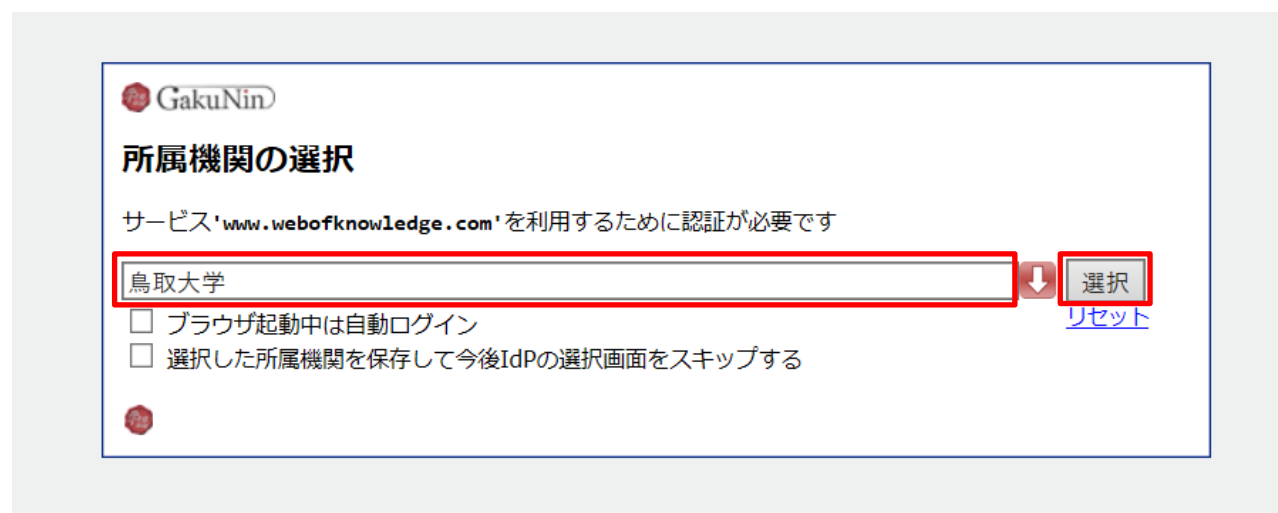 GakuNin
所属機関の選択
サービス'www.webofknowledge.com'を利用するために認証が必要です
鳥取大学 選択
リセット
ブラウザ起動中は自動ログイン
選択した所属機関を保存して今後IdPの選択画面をスキップする